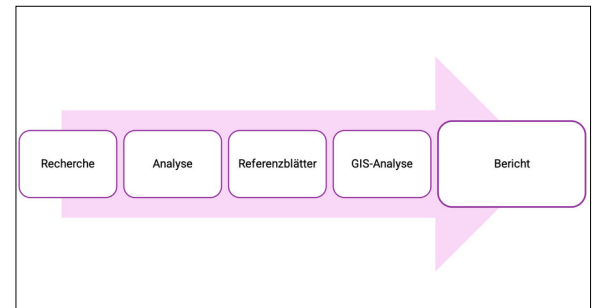 Recherche
Analyse
Referenzblätter
GIS-Analyse
Bericht